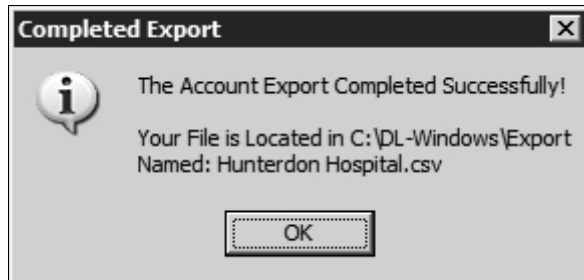 Completed Export
The Account Export Completed Successfully!
Your File is Located in C:\DL-Windows\Export
Named: Hunterdon Hospital.csv
OK